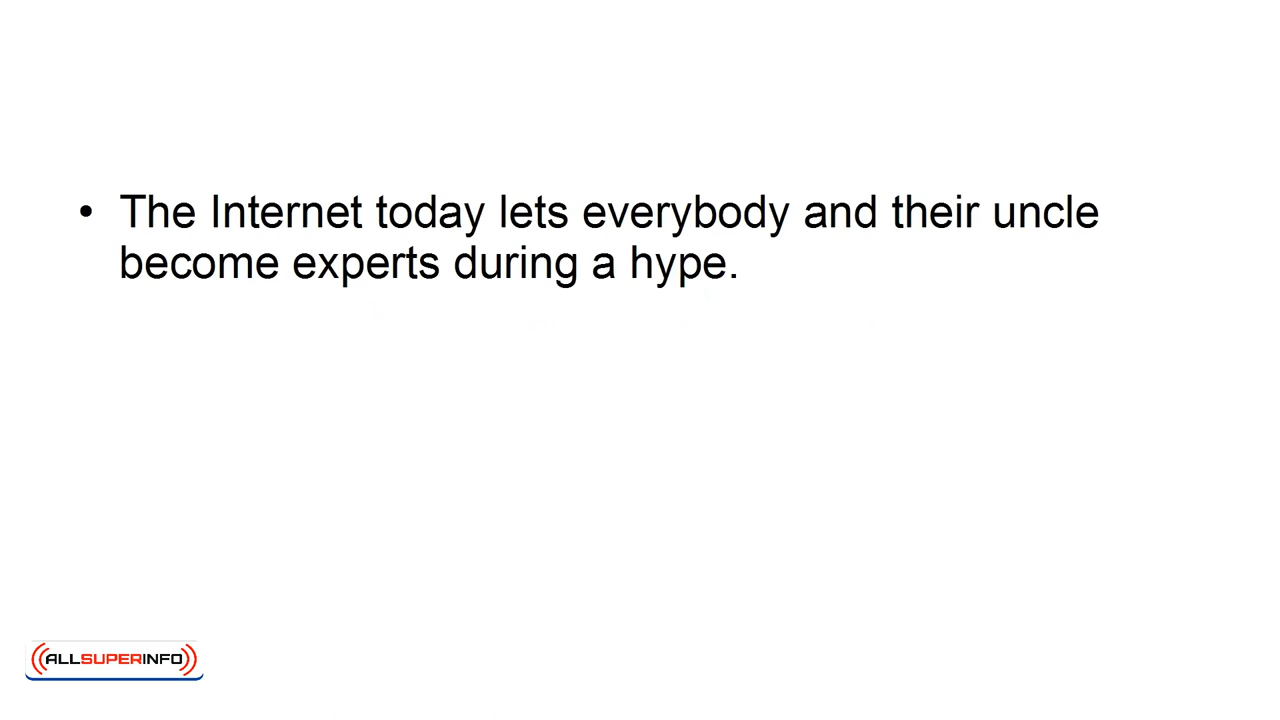 • The Internet today lets everybody and their uncle
become experts during a hype.
ALLSUPERINFO